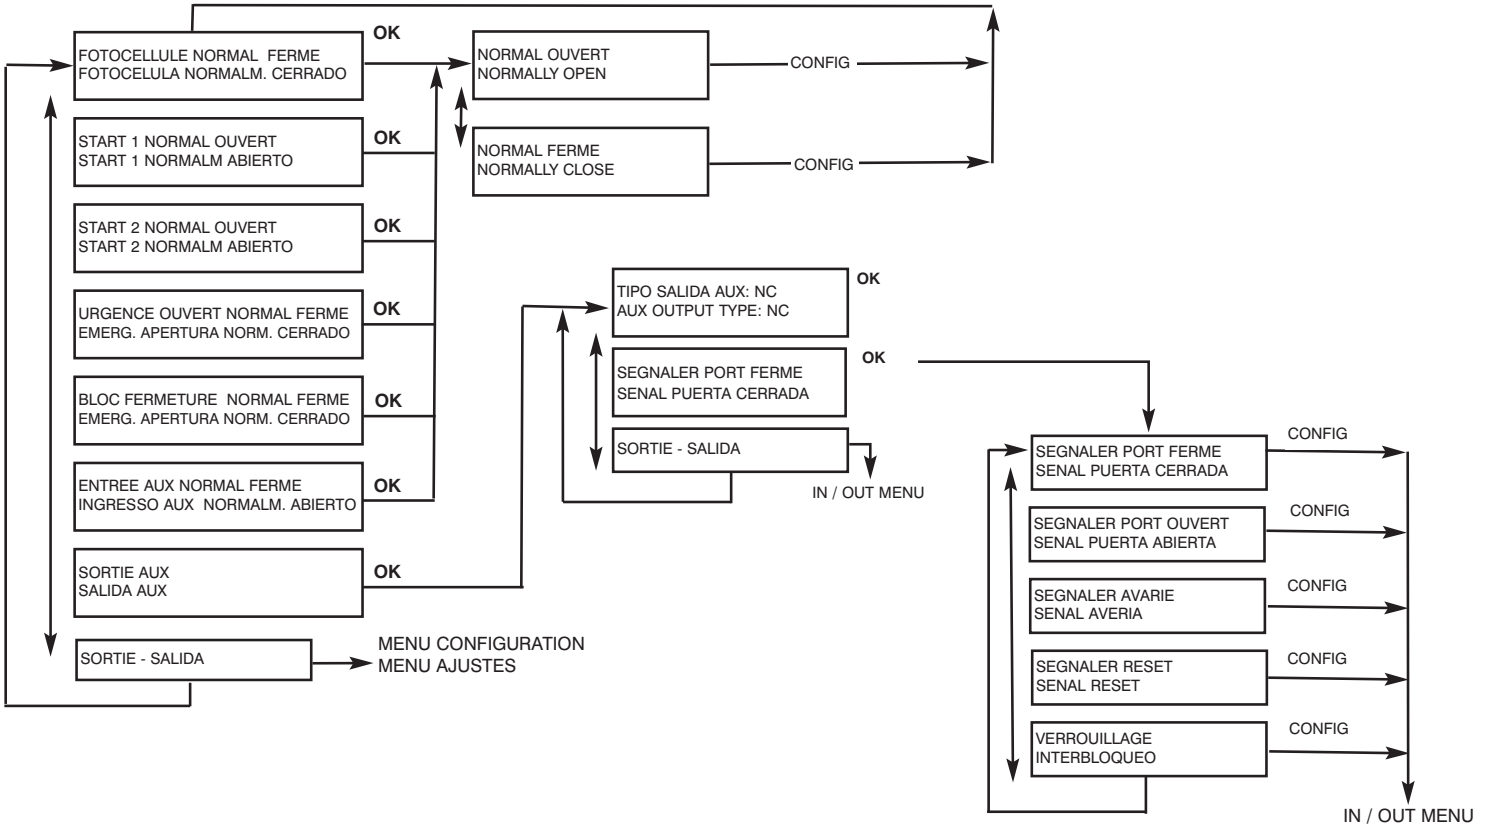 FOTOCELLULE NORMAL  FERME
FOTOCELULA NORMALM. CERRADO
OK
START 1 NORMAL OUVERT
START 1 NORMALM ABIERTO
OK
START 2 NORMAL OUVERT
START 2 NORMALM ABIERTO
OK
URGENCE OUVERT NORMAL FERME
EMERG. APERTURA NORM. CERRADO
OK
BLOC FERMETURE  NORMAL FERME
EMERG. APERTURA NORM. CERRADO
OK
ENTREE AUX NORMAL FERME
INGRESSO AUX  NORMALM. ABIERTO
OK
SORTIE AUX
SALIDA AUX
OK
SORTIE - SALIDA
MENU CONFIGURATION
MENU AJUSTES
NORMAL OUVERT
NORMALLY OPEN
CONFIG
NORMAL FERME
NORMALLY CLOSE
CONFIG
TIPO SALIDA AUX: NC
AUX OUTPUT TYPE: NC
OK
SEGNALER PORT FERME
SENAL PUERTA CERRADA
OK
SORTIE - SALIDA
IN / OUT MENU
SEGNALER PORT FERME
SENAL PUERTA CERRADA
CONFIG
SEGNALER PORT OUVERT
SENAL PUERTA ABIERTA
CONFIG
SEGNALER AVARIE
SENAL AVERIA
CONFIG
SEGNALER RESET
SENAL RESET
CONFIG
VERROUILLAGE
INTERBLOQUEO
CONFIG
IN / OUT MENU